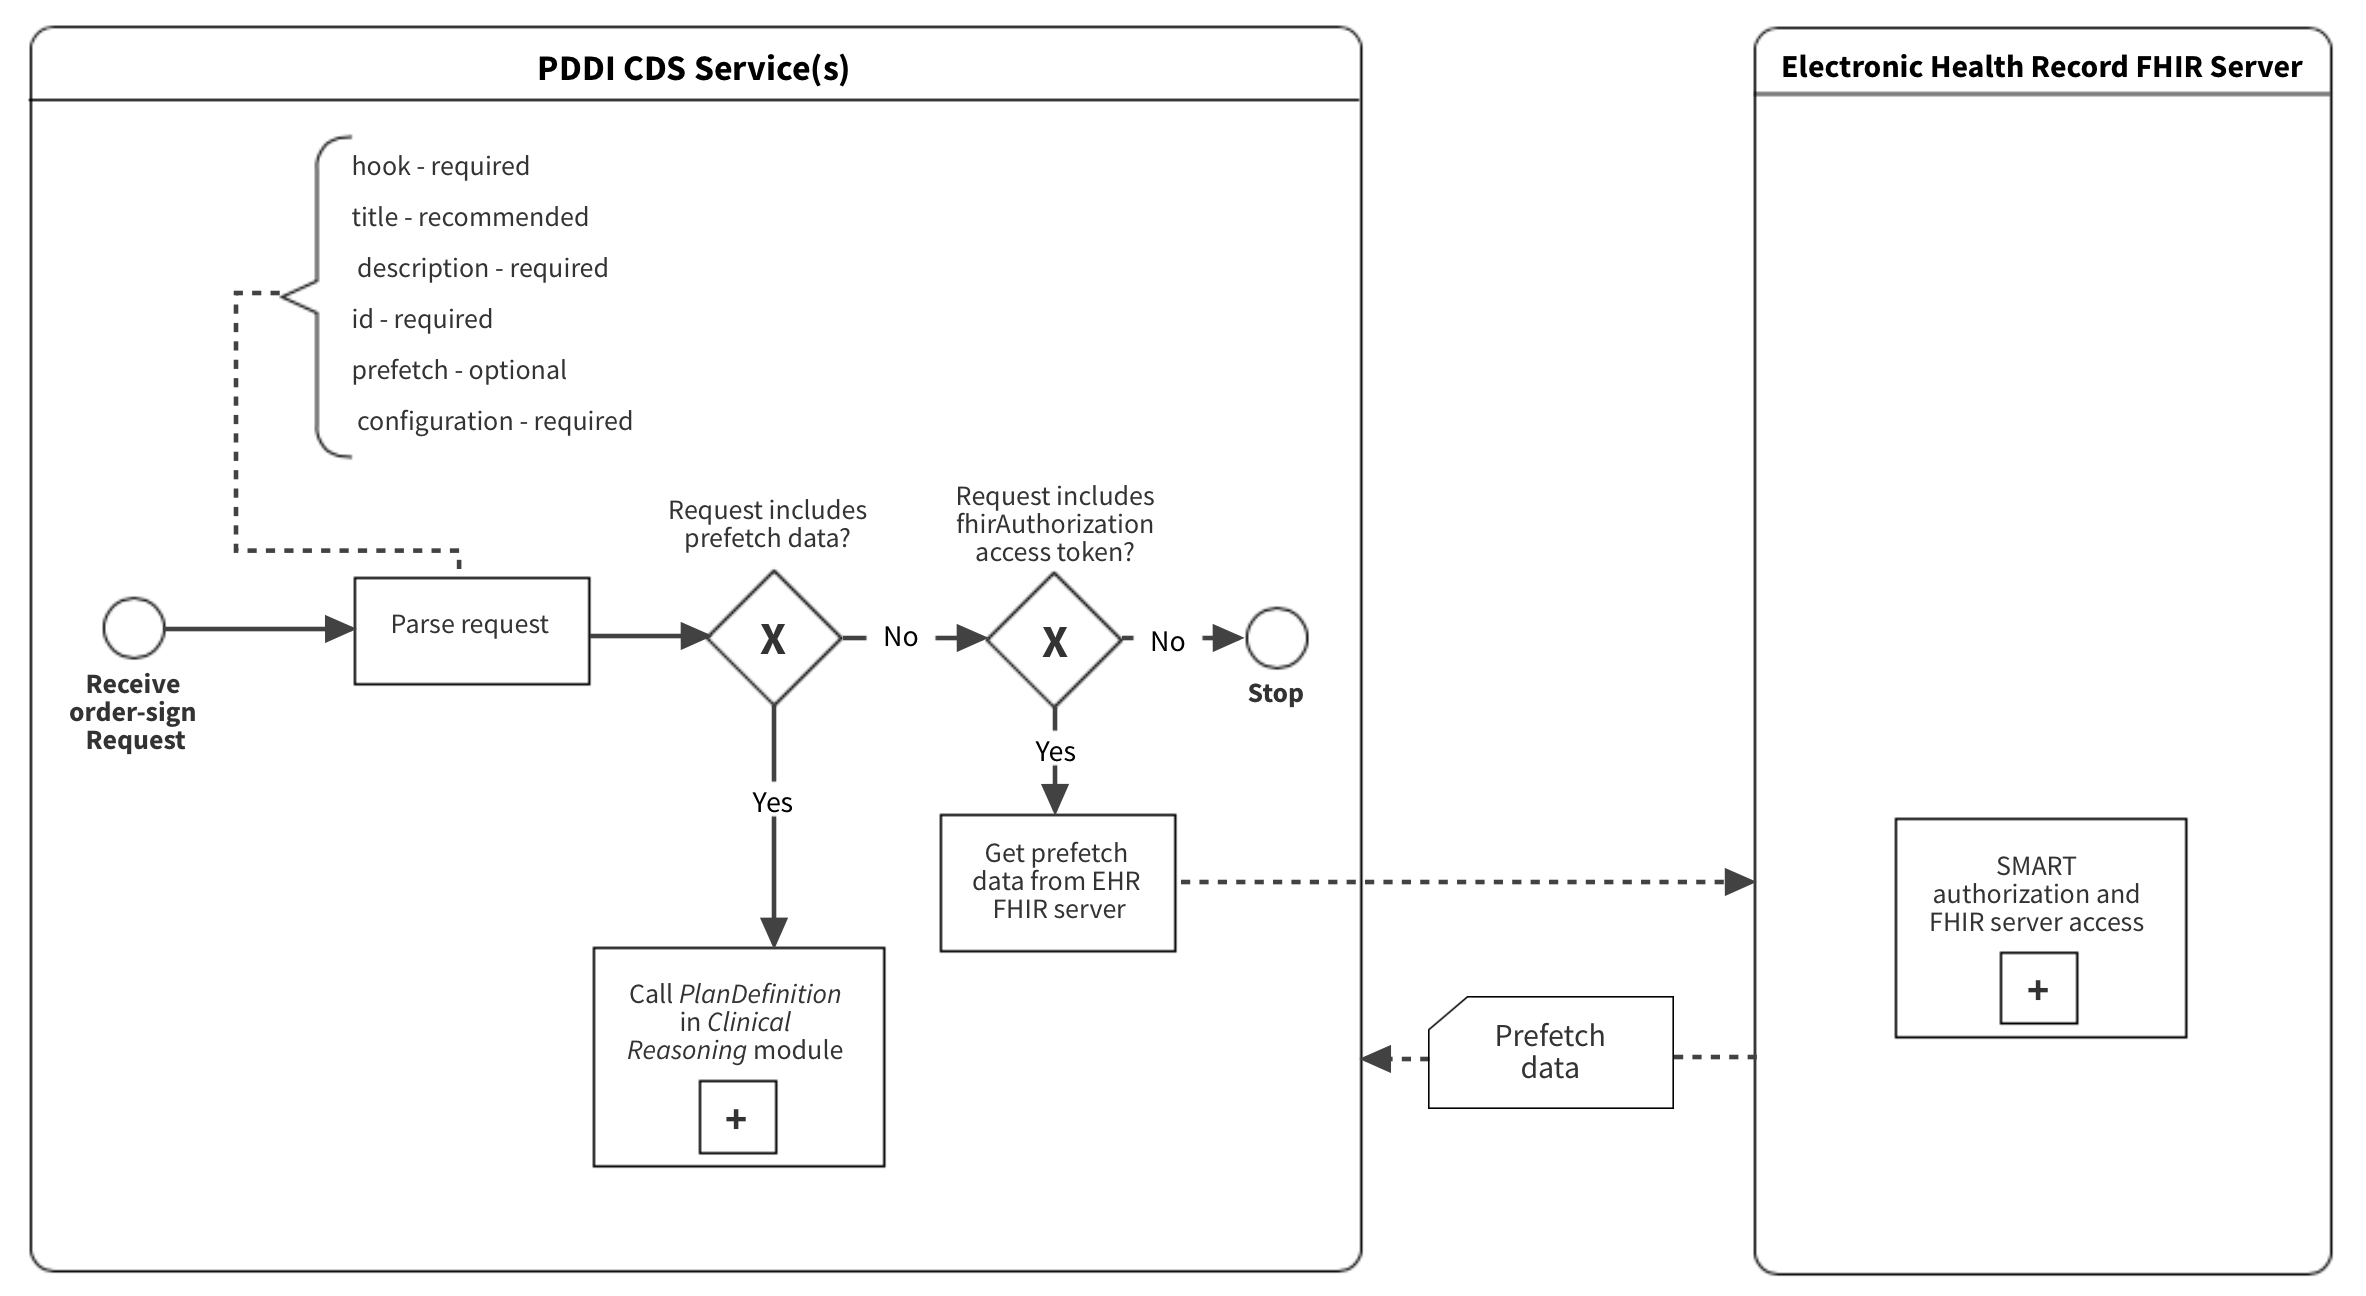 PDDI CDS Service(s)
Electronic Health Record FHIR Server
hook - required
title - recommended
description - required
id - required
prefetch - optional
configuration - required
Request includes
prefetch data?
Request includes
fhirAuthorization
access token?
Parse request
X
No
X
No
Receive
order-sign
Request
Stop
Yes
Yes
Get prefetch
data from EHR
FHIR server
SMART
authorization and
FHIR server access
+
Call PlanDefinition
in Clinical
Reasoning module
+
Prefetch
data